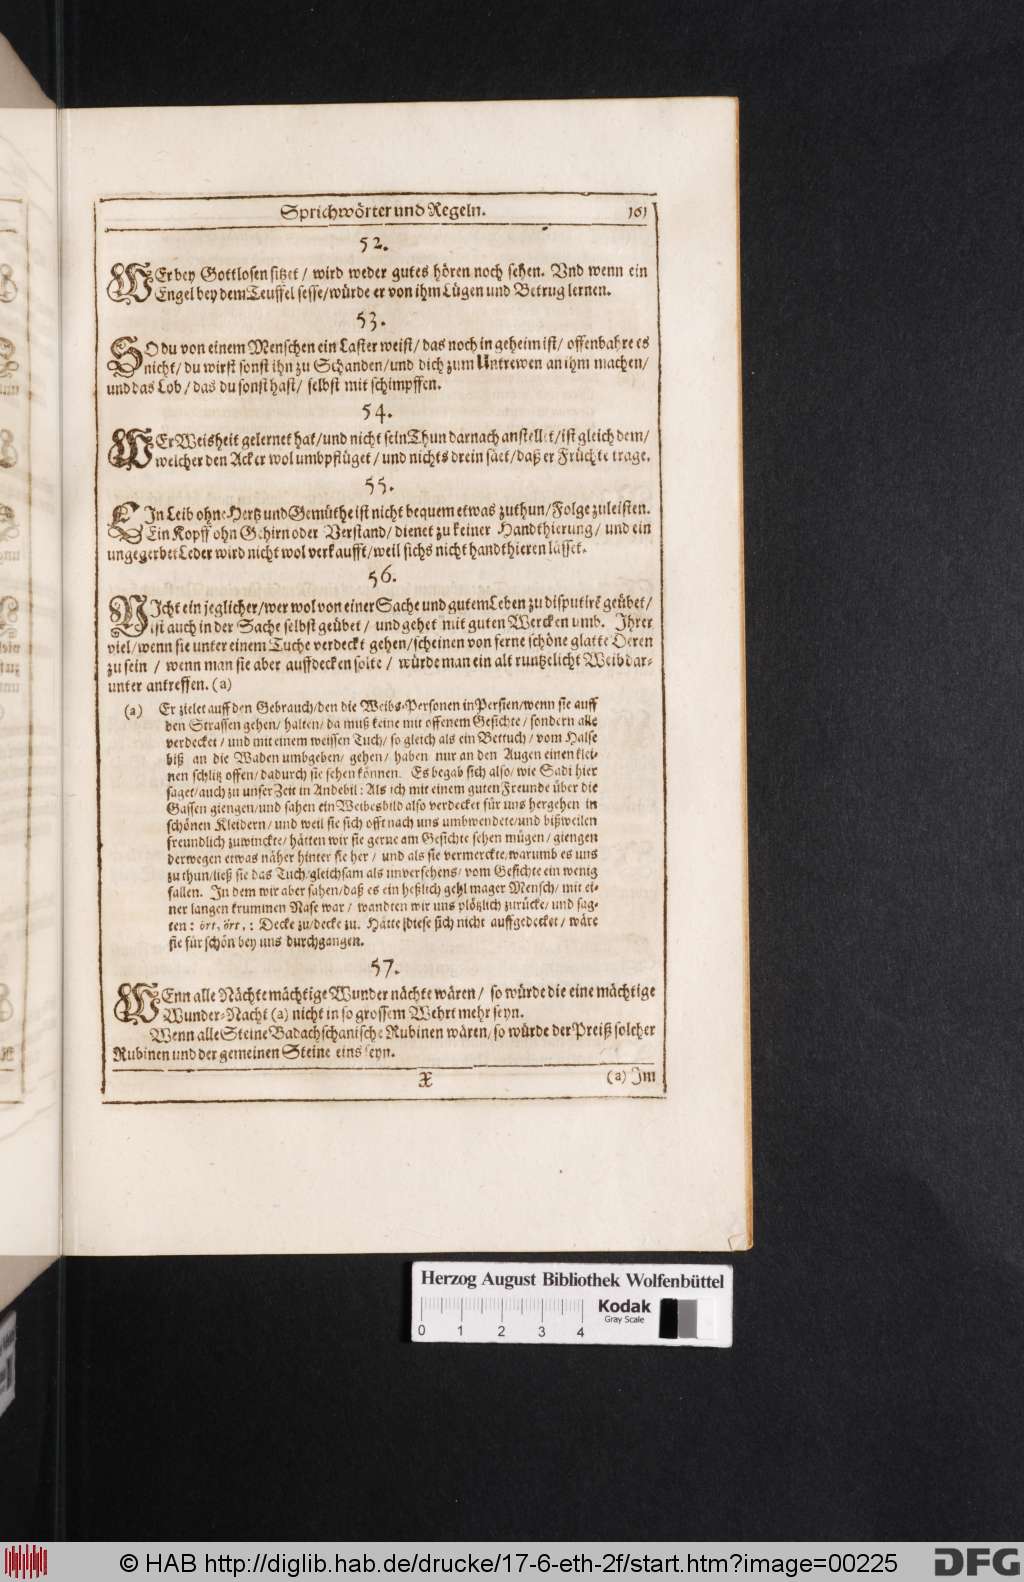 Sprichwörter und Regeln. 161
52.
WEr bey Gottlosen sitzet / wird weder gutes hören noch sehen. Vnd wenn ein
Engel bey dem Teuffel sesse / würde er von ihm Lügen und Betrug lernen.
53.
SO du von einem Menschen ein Laster weist / das noch in geheim ist / offenbahre es
nicht / du wirst sonst ihn zu Schanden / und dich zum Untrewen an ihm machen /
und das Lob / das du sonst hast / selbst mit schimpffen.
54.
WEr Weisheit gelernet hat / und nicht sein Thun darnach anstellet / ist gleich dem /
welcher den Acker wol umbpflüget / und nichts drein säet / daß er Früchte trage.
55.
EIn Leib ohne Hertz und Gemüthe ist nicht bequem etwas zuthun / Folge zuleisten.
Ein Kopff ohn Gehirn oder Verstand / dienet zu keiner Handthierung / und ein
ungegerbet Leder wird nicht wol verkaufft / weil sichs nicht handthieren lässet.
56.
NIcht ein jeglicher / wer wol von einer Sache und gutem Leben zu disputirē geübet /
ist auch in der Sache selbst geübet / und gehet mit guten Wercken umb. Ihrer
viel / wenn sie unter einem Tuche verdeckt gehen / scheinen von ferne schöne glatte Deren
zu sein / wenn man sie aber auffdecken solte / würde man ein alt runtzelicht Weib dar-
unter antreffen. (a)
(a) Er zielet auff den Gebrauch / den die Weibs-Personen in Persien / wenn sie auff
den Strassen gehen / halten / da muß keine mit offenem Gesichte / sondern alle
verdecket / und mit einem weissen Tuch / so gleich als ein Bettuch / vom Halse
biß an die Waden umbgeben / gehen / haben nur an den Augen einen klei-
nen schlitz offen / dadurch sie sehen können. Es begab sich also / wie Sadi hier
saget / auch zu unser Zeit in Ardebil : Als ich mit einem guten Freunde über die
Gassen giengen / und sahen ein Weibesbild also verdecket für uns hergehen in
schönen Kleidern / und weil sie sich offt nach uns umbwendete / und bißweilen
freundlich zuwinckte / hätten wir sie gerne am Gesichte sehen mügen / giengen
derwegen etwas näher hinter sie her / und als sie vermerckte / warumb es uns
zu thun / ließ sie das Tuch / gleichsam als unversehens / vom Gesichte ein wenig
fallen. In dem wir aber sahen / daß es ein heßlich gehl mager Mensch / mit ei-
ner langen krummen Nase war / wandten wir uns plötzlich zurücke / und sag-
ten : ört, ört, : Decke zu / decke zu. Hätte diese sich nicht auffgedecket / wäre
sie für schön bey uns durchgangen.
57.
WEnn alle Nächte mächtige Wunder nächte wären / so würde die eine mächtige
Wunder-Nacht (a) nicht in so grossem Wehrt mehr seyn.
Wenn alle Steine Badachschanische Rubinen wären / so würde der Preiß solcher
Rubinen und der gemeinen Steine eins seyn.
X (a) Im
Herzog August Bibliothek Wolfenbüttel
Kodak
Gray Scale
0 1 2 3 4
© HAB http://diglib.hab.de/drucke/17-6-eth-2f/start.htm?image=00225
DFG